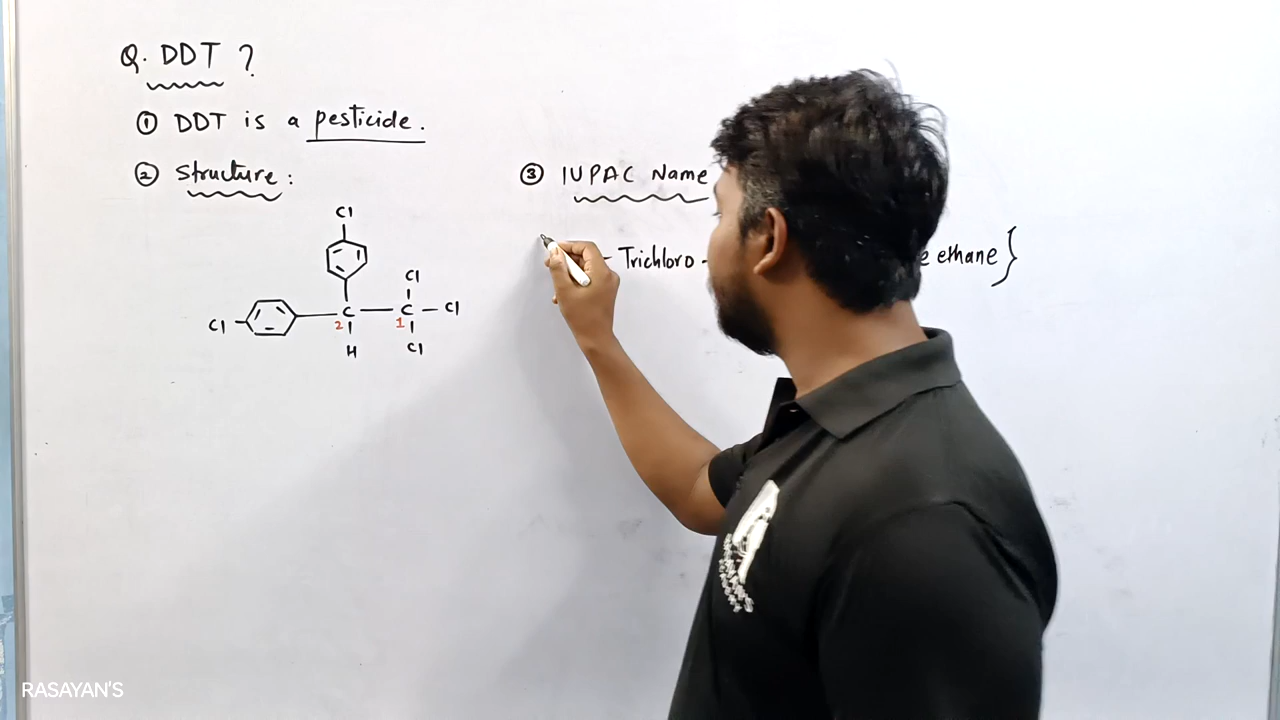 Q. DDT ?
① DDT is a pesticide.
② Structure :
③ IUPAC Name
Cl
- Trichloro - e ethane }
Cl
Cl C C Cl
2 1
H Cl
RASAYAN'S